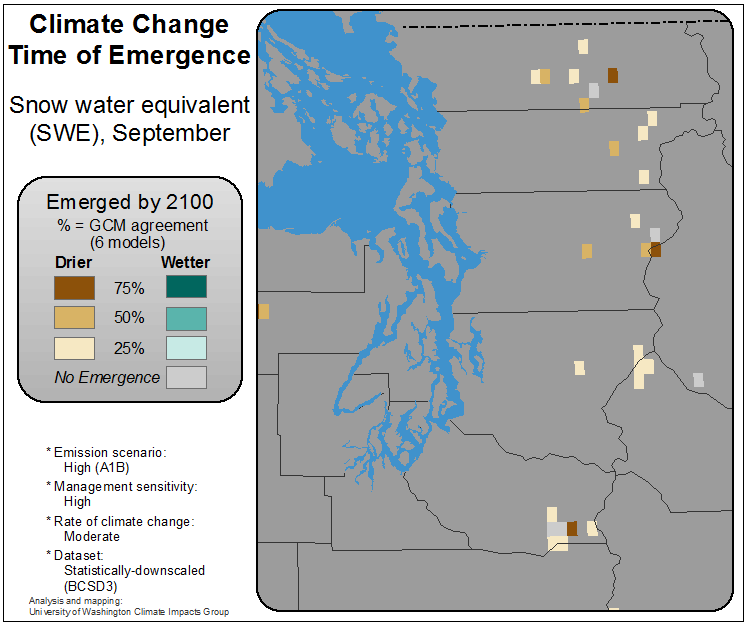 Climate Change
Time of Emergence
Snow water equivalent
(SWE), September
Emerged by 2100
% = GCM agreement
(6 models)
Drier Wetter
75%
50%
25%
No Emergence
* Emission scenario:
High (A1B)
* Management sensitivity:
High
* Rate of climate change:
Moderate
* Dataset:
Statistically-downscaled
(BCSD3)
Analysis and mapping:
University of Washington Climate Impacts Group